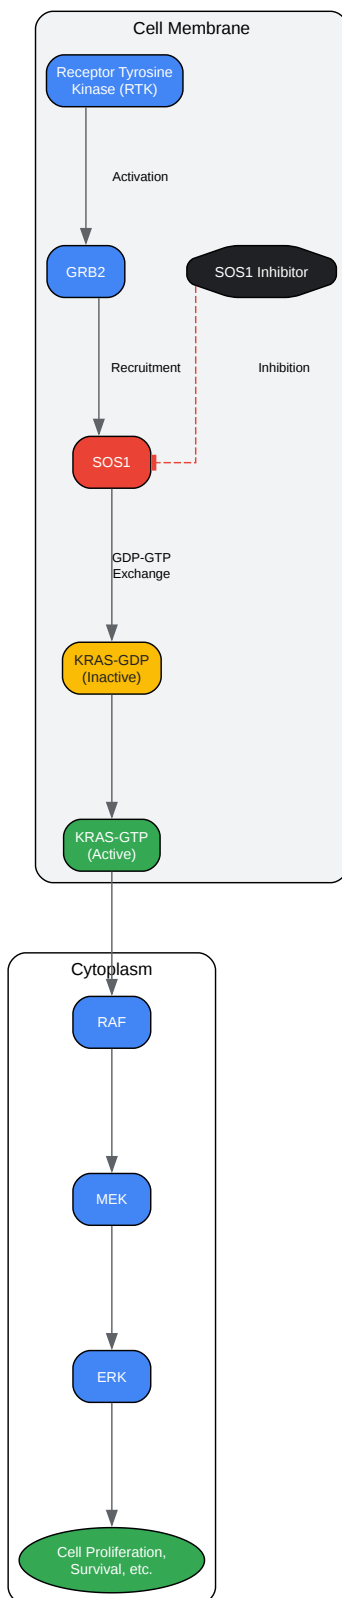 Cell Membrane
Receptor Tyrosine
Kinase (RTK)
Activation
GRB2
SOS1 Inhibitor
Recruitment
Inhibition
SOS1
GDP-GTP
Exchange
KRAS-GDP
(Inactive)
KRAS-GTP
(Active)
Cytoplasm
RAF
MEK
ERK
Cell Proliferation,
Survival, etc.